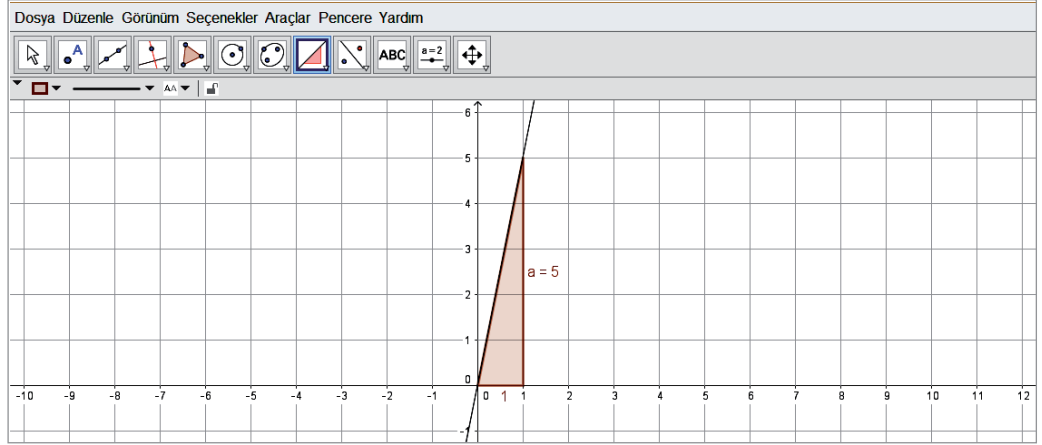 Dosya Düzenle Görünüm Seçenekler Araçlar Pencere Yardım
A ABC a=2
AA
6
5
4
3
a = 5
2
1
0
-10 -9 -8 -7 -6 -5 -4 -3 -2 -1 0 1 1 2 3 4 5 6 7 8 9 10 11 12
-1